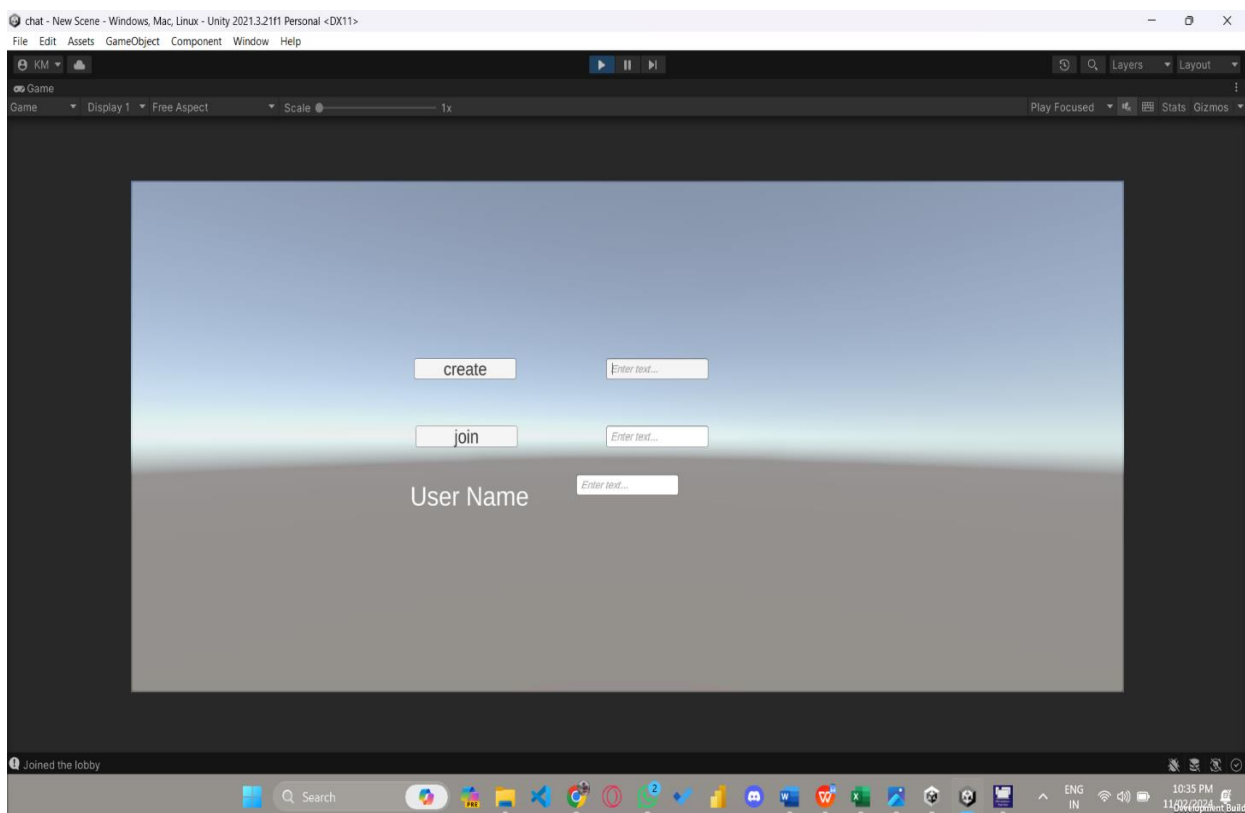 chat - New Scene - Windows, Mac, Linux - Unity 2021.3.21f1 Personal <DX11>
File Edit Assets GameObject Component Window Help
KM Layers Layout
Game
Game Display 1 Free Aspect Scale 1x Play Focused Stats Gizmos
create Enter text...
join Enter text...
User Name Enter text...
Joined the lobby
Search PRE 2 ENG 10:35 PM
IN